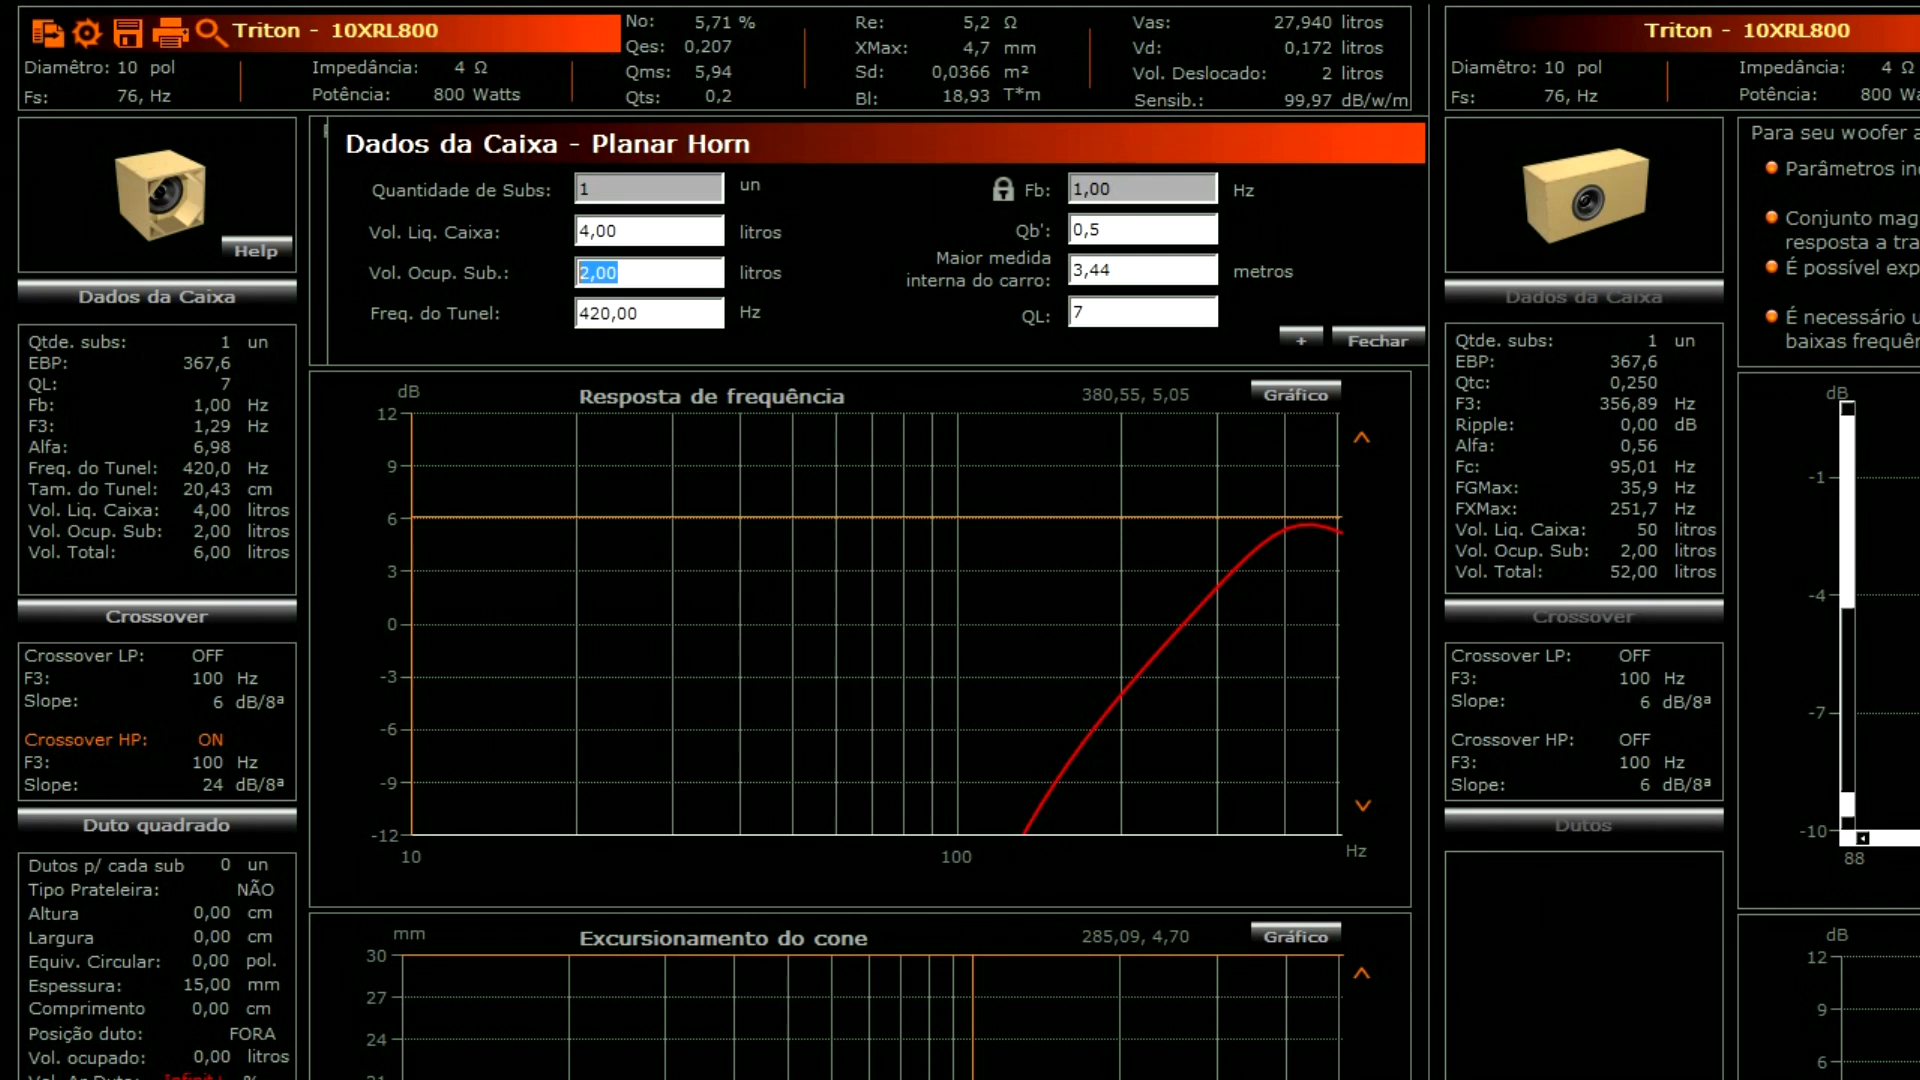 Triton - 10XRL800
Diamêtro: 10 pol
Impedância: 4 Ω
Fs: 76, Hz
Potência: 800 Watts
No: 5,71 %
Qes: 0,207
Qms: 5,94
Qts: 0,2
Re: 5,2 Ω
XMax: 4,7 mm
Sd: 0,0366 m²
Bl: 18,93 T*m
Vas: 27,940 litros
Vd: 0,172 litros
Vol. Deslocado: 2 litros
Sensib.: 99,97 dB/w/m
Help
Dados da Caixa
Qtde. subs: 1 un
EBP: 367,6
QL: 7
Fb: 1,00 Hz
F3: 1,29 Hz
Alfa: 6,98
Freq. do Tunel: 420,0 Hz
Tam. do Tunel: 20,43 cm
Vol. Liq. Caixa: 4,00 litros
Vol. Ocup. Sub: 2,00 litros
Vol. Total: 6,00 litros
Crossover
Crossover LP: OFF
F3: 100 Hz
Slope: 6 dB/8ª
Crossover HP: ON
F3: 100 Hz
Slope: 24 dB/8ª
Duto quadrado
Dutos p/ cada sub 0 un
Tipo Prateleira: NÃO
Altura 0,00 cm
Largura 0,00 cm
Equiv. Circular: 0,00 pol.
Espessura: 15,00 mm
Comprimento 0,00 cm
Posição duto: FORA
Vol. ocupado: 0,00 litros
Dados da Caixa - Planar Horn
Quantidade de Subs: 1 un
Vol. Liq. Caixa: 4,00 litros
Vol. Ocup. Sub.: 2,00 litros
Freq. do Tunel: 420,00 Hz
Fb: 1,00 Hz
Qb': 0,5
Maior medida
interna do carro: 3,44 metros
QL: 7
+
Fechar
dB
Resposta de frequência
380,55, 5,05
Gráfico
12
9
6
3
0
-3
-6
-9
-12
10
100
Hz
mm
Excursionamento do cone
285,09, 4,70
Gráfico
30
27
24
Triton - 10XRL800
Diamêtro: 10 pol
Impedância: 4 Ω
Fs: 76, Hz
Potência: 800 Wa
Dados da Caixa
Qtde. subs: 1 un
EBP: 367,6
Qtc: 0,250
F3: 356,89 Hz
Ripple: 0,00 dB
Alfa: 0,56
Fc: 95,01 Hz
FGMax: 35,9 Hz
FXMax: 251,7 Hz
Vol. Liq. Caixa: 50 litros
Vol. Ocup. Sub: 2,00 litros
Vol. Total: 52,00 litros
Crossover
Crossover LP: OFF
F3: 100 Hz
Slope: 6 dB/8ª
Crossover HP: OFF
F3: 100 Hz
Slope: 6 dB/8ª
Dutos
Para seu woofer a
Parâmetros in
Conjunto mag
resposta a tra
É possível exp
É necessário u
baixas frequên
dB
-1
-4
-7
-10
88
dB
12
9
6